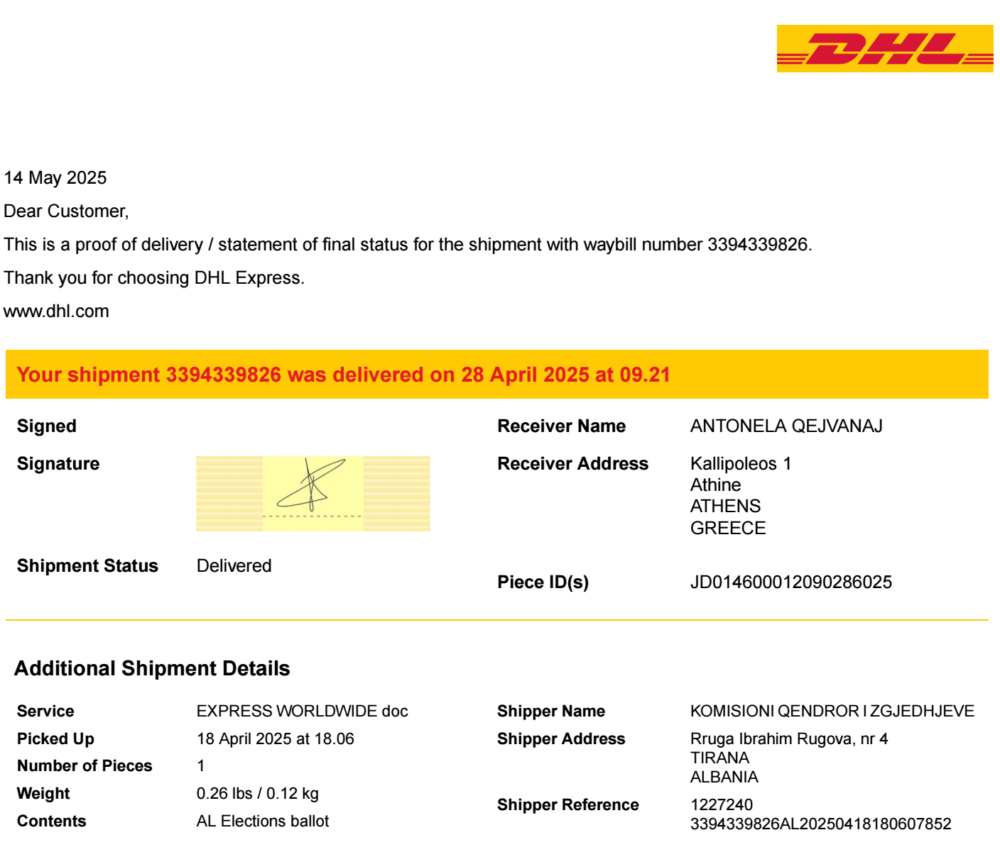 DHL
14 May 2025
Dear Customer,
This is a proof of delivery / statement of final status for the shipment with waybill number 3394339826.
Thank you for choosing DHL Express.
www.dhl.com
Your shipment 3394339826 was delivered on 28 April 2025 at 09.21
Signed
Signature
Shipment Status Delivered
Receiver Name ANTONELA QEJVANAJ
Receiver Address Kallipoleos 1
Athine
ATHENS
GREECE
Piece ID(s) JD014600012090286025
Additional Shipment Details
Service EXPRESS WORLDWIDE doc
Picked Up 18 April 2025 at 18.06
Number of Pieces 1
Weight 0.26 lbs / 0.12 kg
Contents AL Elections ballot
Shipper Name KOMISIONI QENDROR I ZGJEDHJEVE
Shipper Address Rruga Ibrahim Rugova, nr 4
TIRANA
ALBANIA
Shipper Reference 1227240
3394339826AL20250418180607852